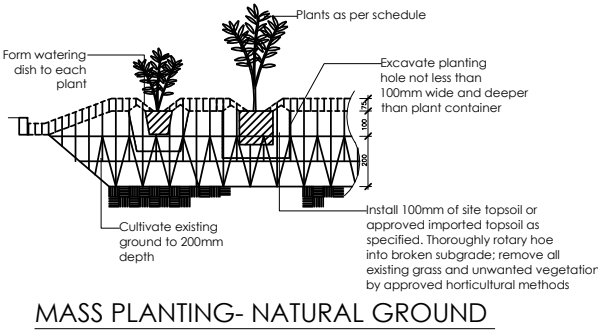 Plants as per schedule
Form watering
dish to each
plant
Excavate planting
hole not less than
100mm wide and deeper
than plant container
75
100
200
Cultivate existing
ground to 200mm
depth
Install 100mm of site topsoil or
approved imported topsoil as
specified. Thoroughly rotary hoe
into broken subgrade; remove all
existing grass and unwanted vegetation
by approved horticultural methods
MASS PLANTING- NATURAL GROUND